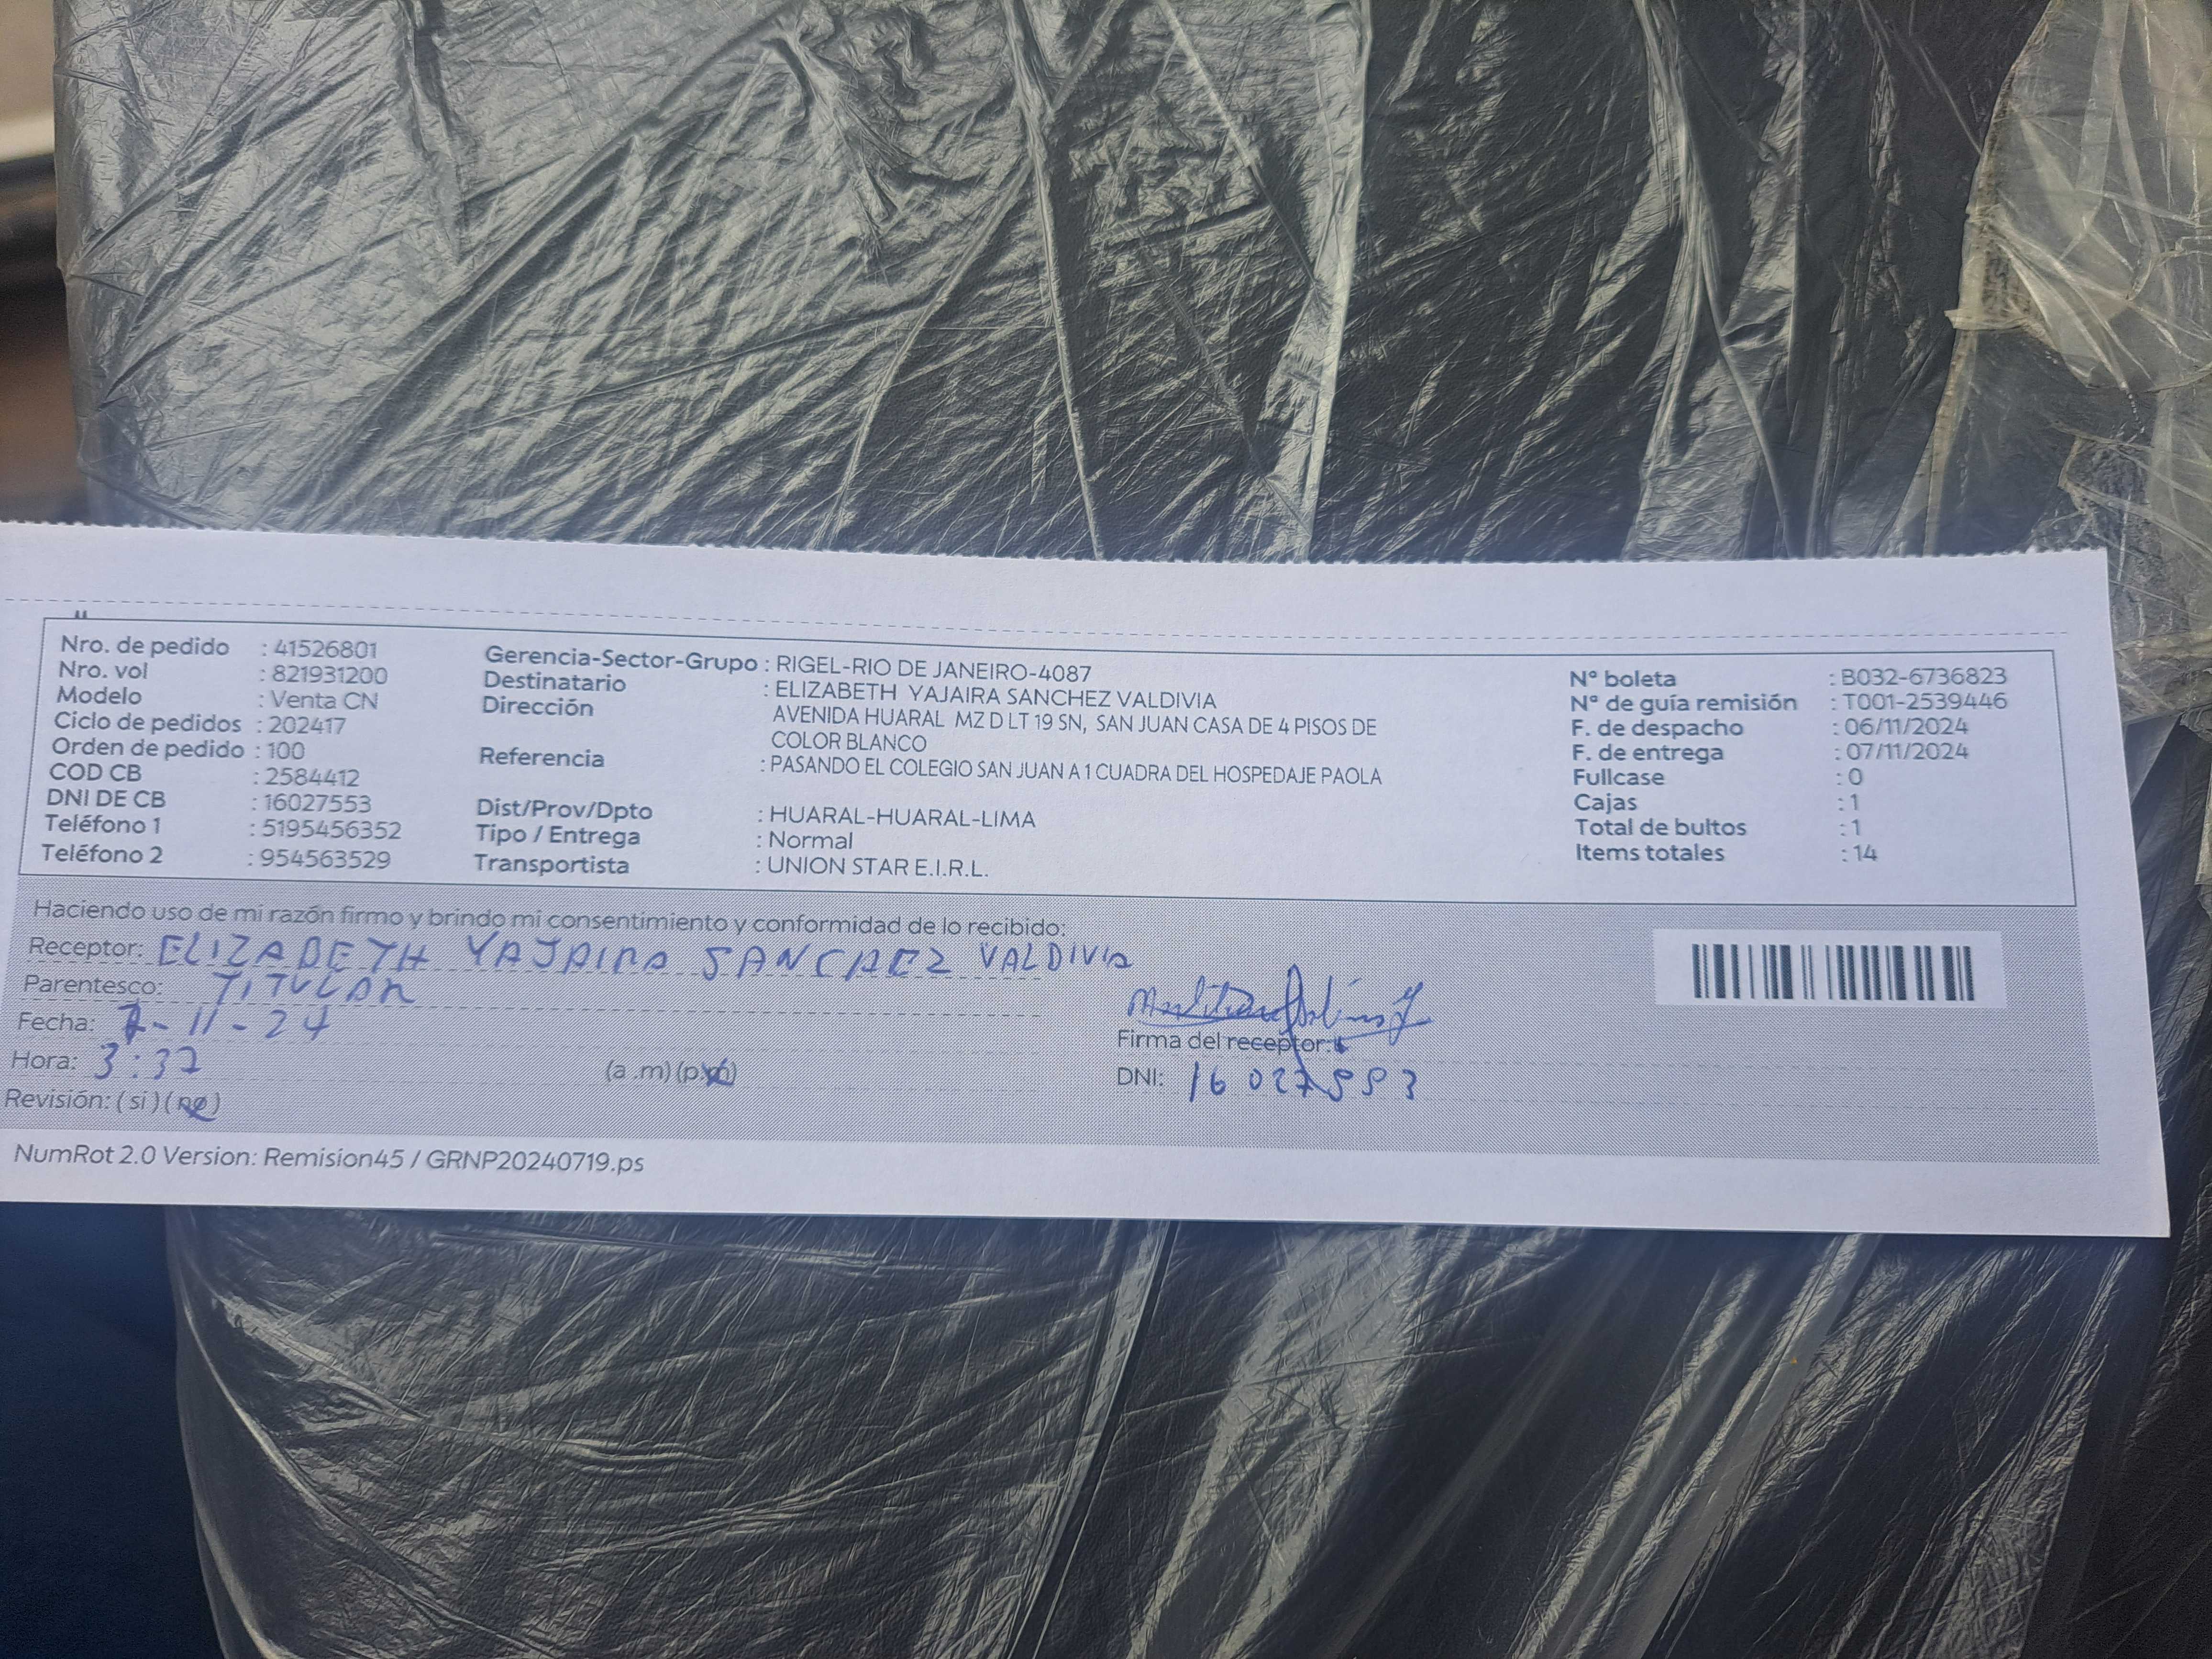 Nro. de pedido : 41526801
Nro. vol : 821931200
Modelo : Venta CN
Ciclo de pedidos : 202417
Orden de pedido : 100
COD CB : 2584412
DNI DE CB : 16027553
Teléfono 1 : 5195456352
Teléfono 2 : 954563529
Gerencia-Sector-Grupo : RIGEL-RIO DE JANEIRO-4087
Destinatario : ELIZABETH YAJAIRA SANCHEZ VALDIVIA
Dirección AVENIDA HUARAL MZ D LT 19 SN, SAN JUAN CASA DE 4 PISOS DE
COLOR BLANCO
Referencia : PASANDO EL COLEGIO SAN JUAN A 1 CUADRA DEL HOSPEDAJE PAOLA
Dist/Prov/Dpto : HUARAL-HUARAL-LIMA
Tipo / Entrega : Normal
Transportista : UNION STAR E.I.R.L.
Nº boleta : B032-6736823
Nº de guía remisión : T001-2539446
F. de despacho : 06/11/2024
F. de entrega : 07/11/2024
Fullcase : 0
Cajas : 1
Total de bultos : 1
Items totales : 14
Haciendo uso de mi razón firmo y brindo mi consentimiento y conformidad de lo recibido:
Receptor: ELIZABETH YAJAIRA SANCHEZ VALDIVIA
Parentesco: TITULAR
Fecha: 7-11-24
Hora: 3:37 (a .m) (p.m)
Revisión: (si) (no)
Firma del receptor:
DNI: 16027553
NumRot 2.0 Version: Remision45 / GRNP20240719.ps